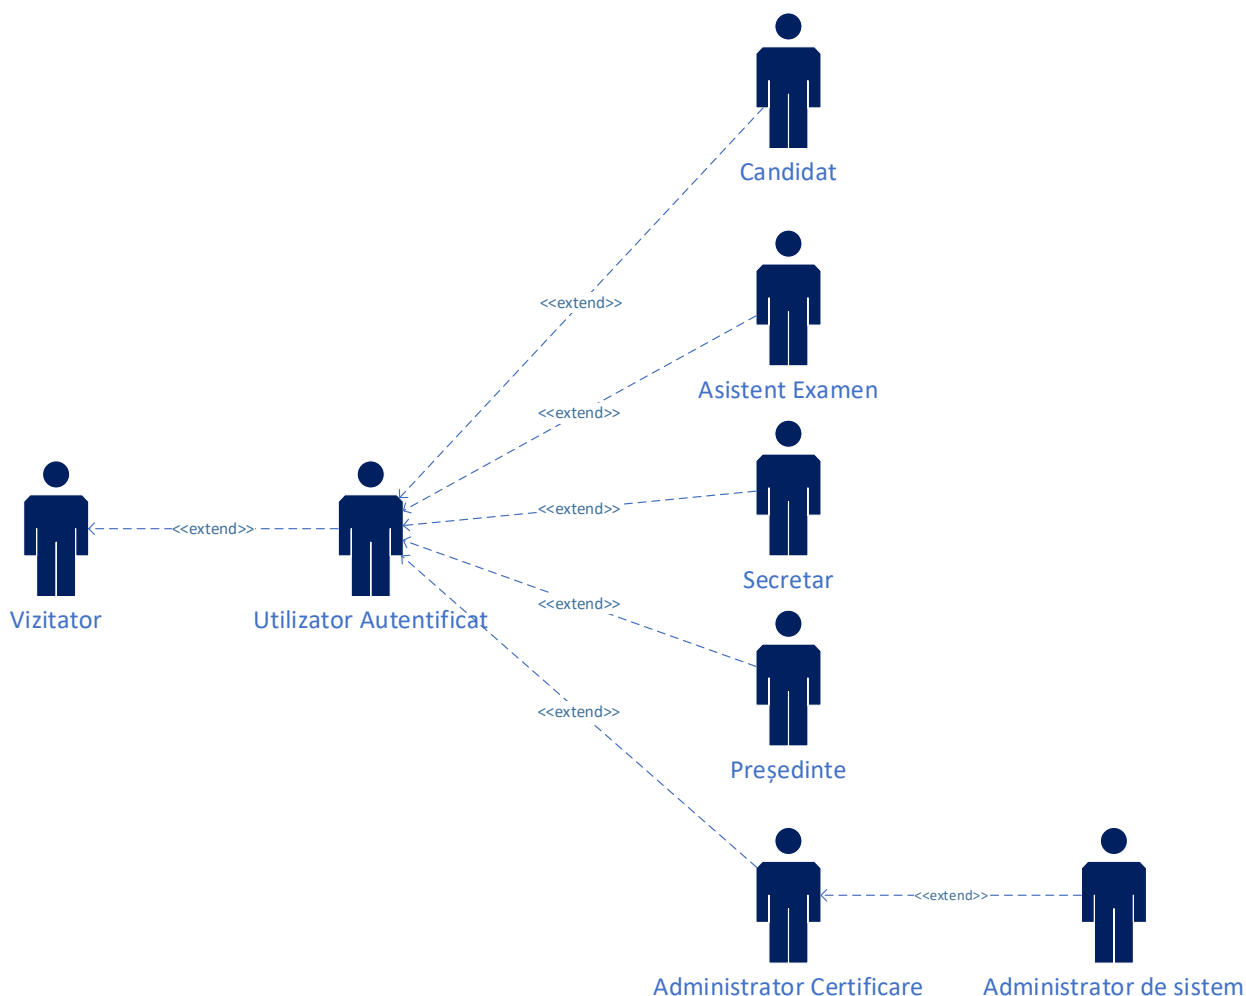 Candidat
<<extend>>
Asistent Examen
<<extend>>
<<extend>>
<<extend>>
Secretar
<<extend>>
Vizitator
Utilizator Autentificat
<<extend>>
Președinte
<<extend>>
Administrator Certificare
Administrator de sistem